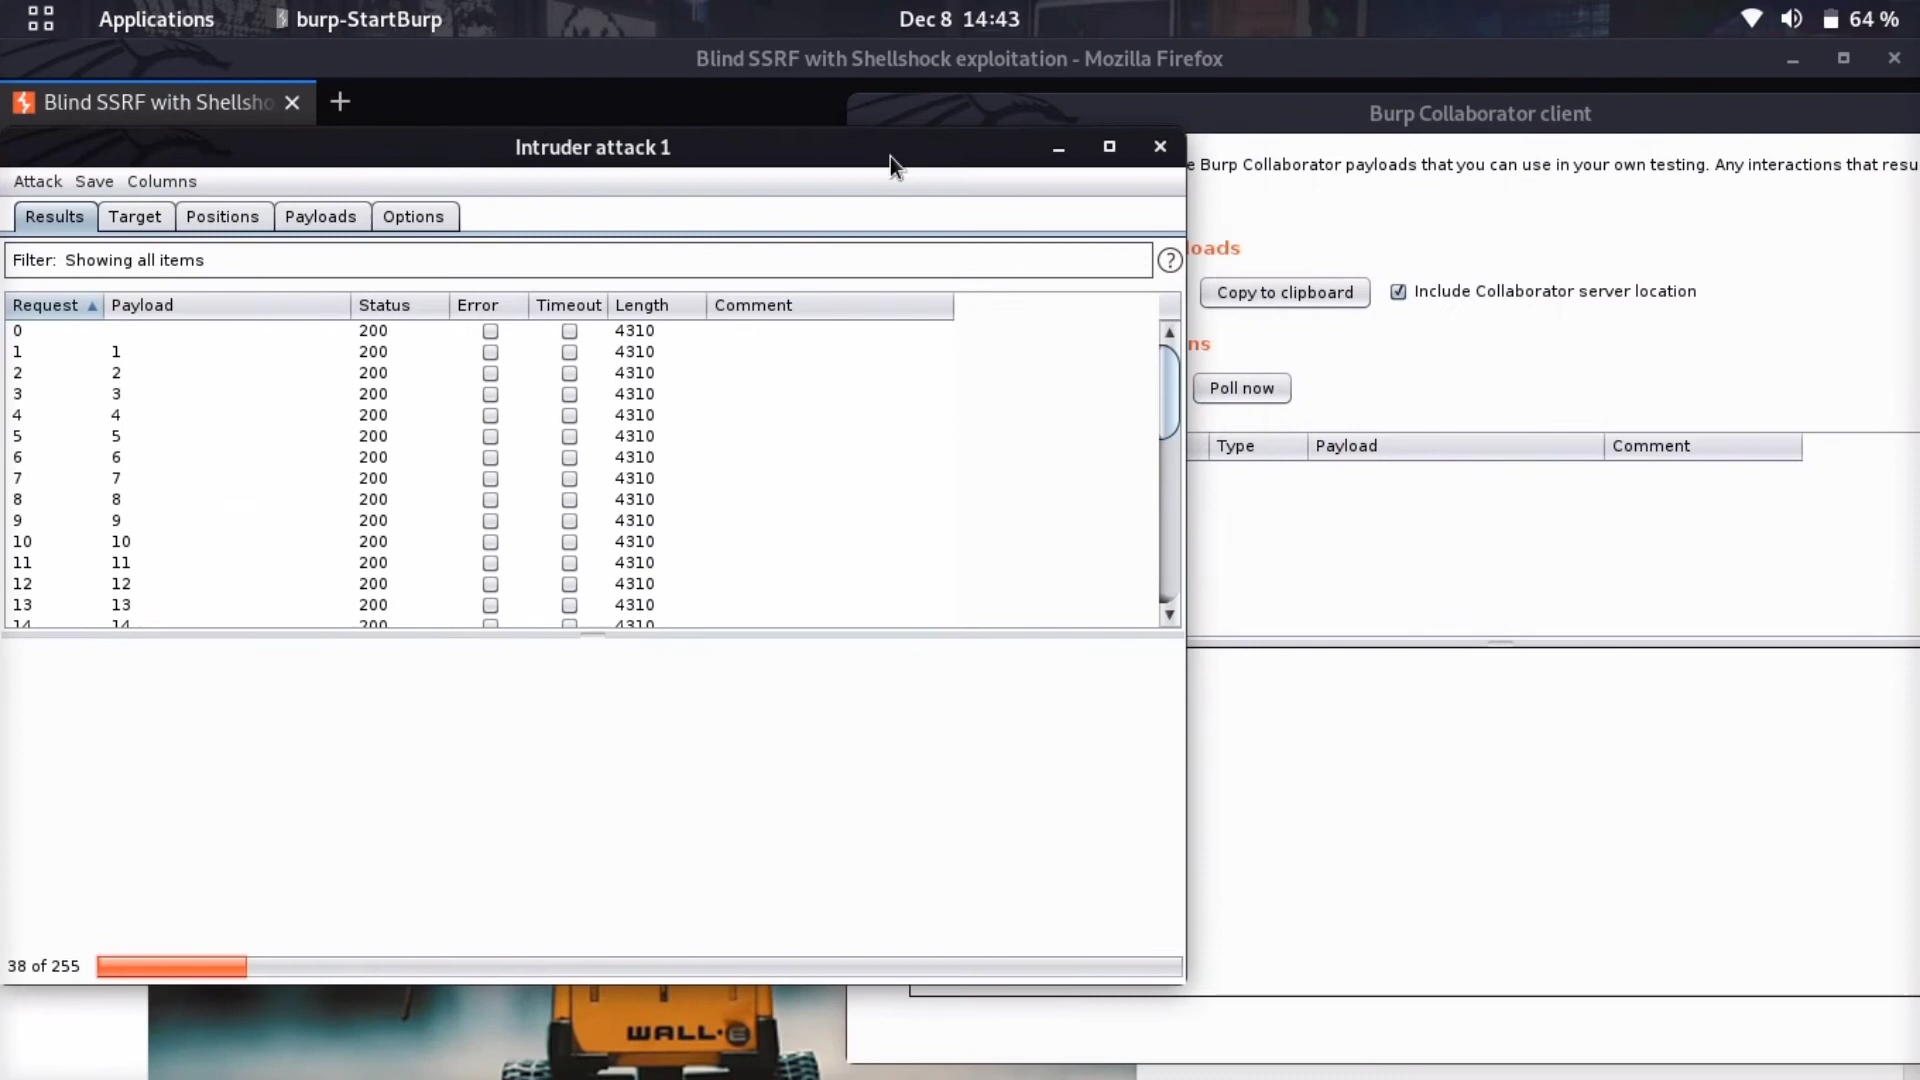 Applications burp-StartBurp Dec 8 14:43 64 %
Blind SSRF with Shellshock exploitation - Mozilla Firefox
Blind SSRF with Shellsho
Burp Collaborator client
Intruder attack 1
e Burp Collaborator payloads that you can use in your own testing. Any interactions that resu
Attack Save Columns
Results Target Positions Payloads Options
loads
Filter: Showing all items ?
Copy to clipboard Include Collaborator server location
Request Payload Status Error Timeout Length Comment
0 200 4310
ns
1 1 200 4310
2 2 200 4310
Poll now
3 3 200 4310
4 4 200 4310
5 5 200 4310
Type Payload Comment
6 6 200 4310
7 7 200 4310
8 8 200 4310
9 9 200 4310
10 10 200 4310
11 11 200 4310
12 12 200 4310
13 13 200 4310
14 14 200 4310
38 of 255
WALL·E